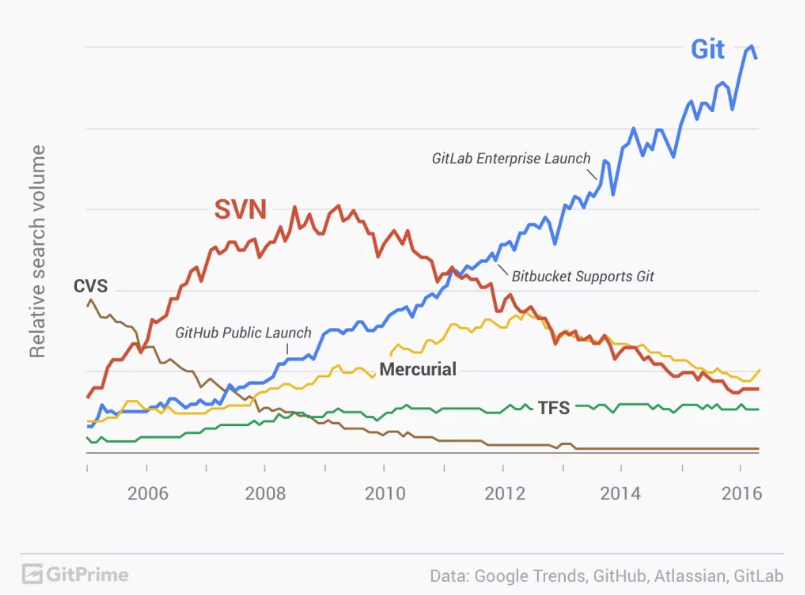 Git
GitLab Enterprise Launch
SVN
CVS
Bitbucket Supports Git
GitHub Public Launch
Mercurial
TFS
Relative search volume
2006 2008 2010 2012 2014 2016
GitPrime
Data: Google Trends, GitHub, Atlassian, GitLab